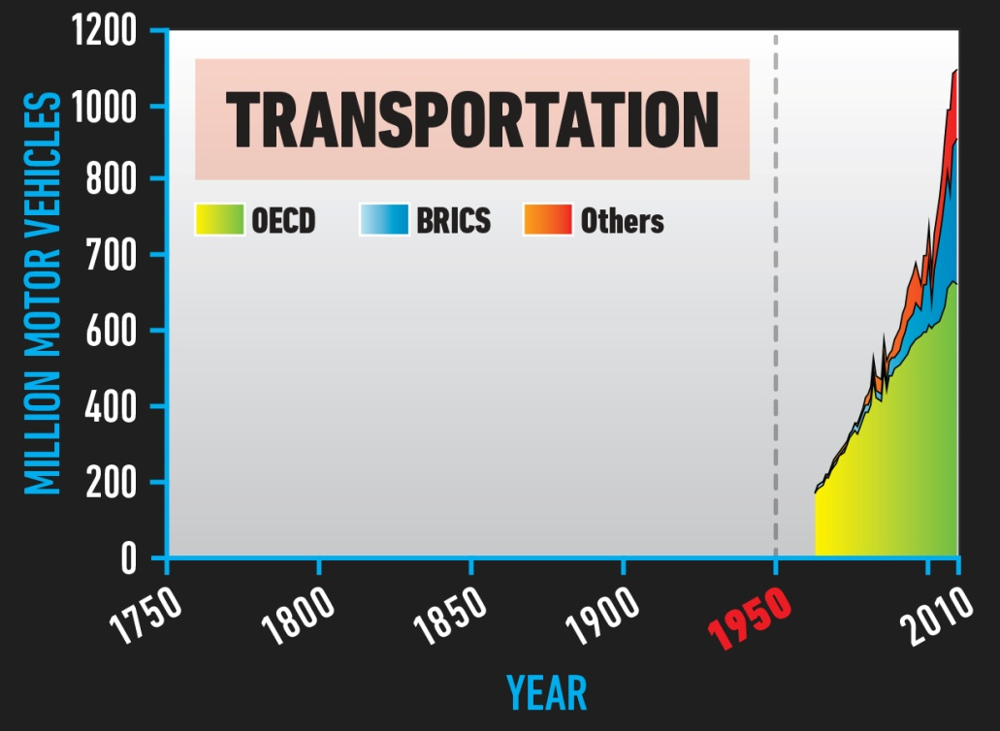 TRANSPORTATION
OECD
BRICS
Others
MILLION MOTOR VEHICLES
1200
1000
800
700
600
400
200
0
1750
1800
1850
1900
1950
2010
YEAR